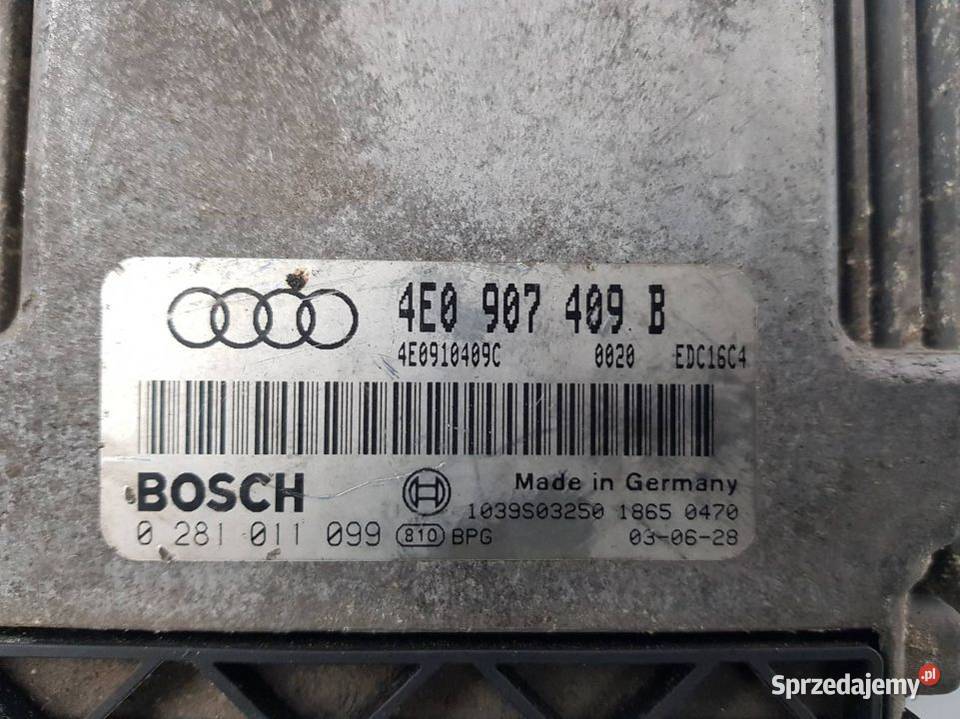 4E0 907 409 B
4E0910409C 0020 EDC16C4
BOSCH
Made in Germany
1039S03250 1865 0470
0 281 011 099 810 BPG 03-06-28
Sprzedajemy.pl